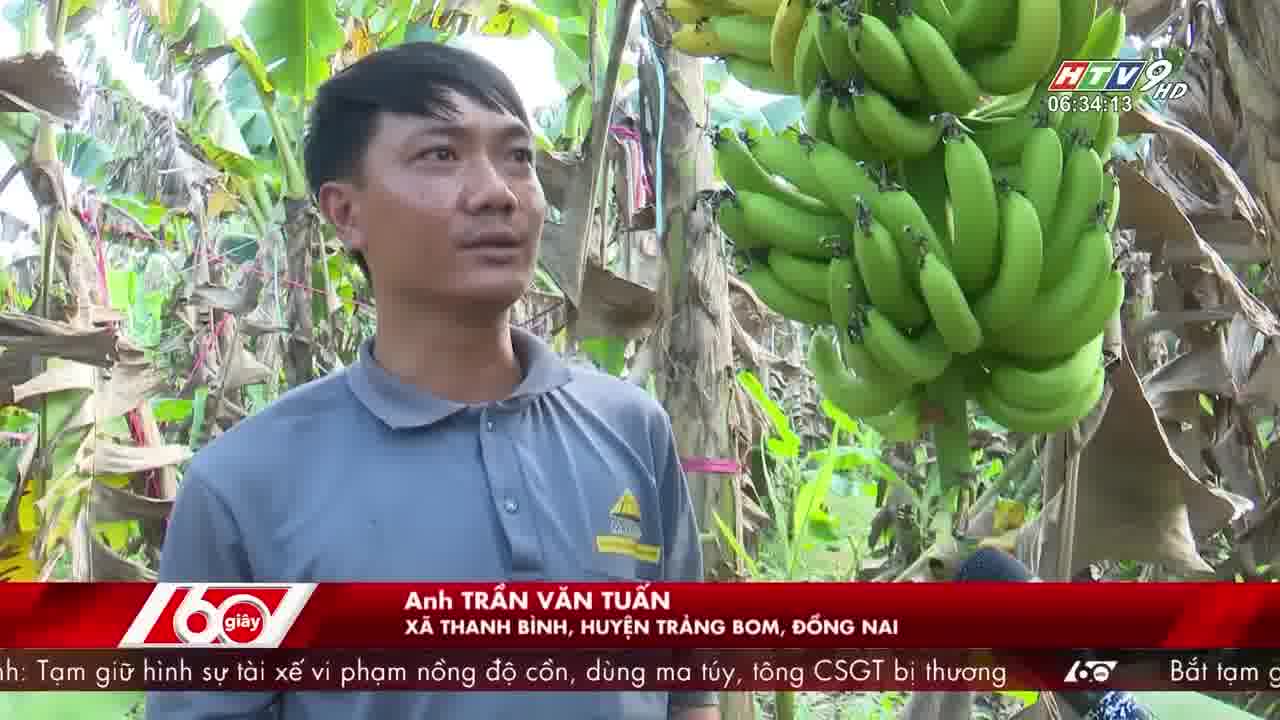 HTV9 HD
06:34:13
60 giây
Anh TRẦN VĂN TUẤN
XÃ THANH BÌNH, HUYỆN TRẢNG BOM, ĐỒNG NAI
nh: Tạm giữ hình sự tài xế vi phạm nồng độ cồn, dùng ma túy, tông CSGT bị thương 60 Bắt tạm g